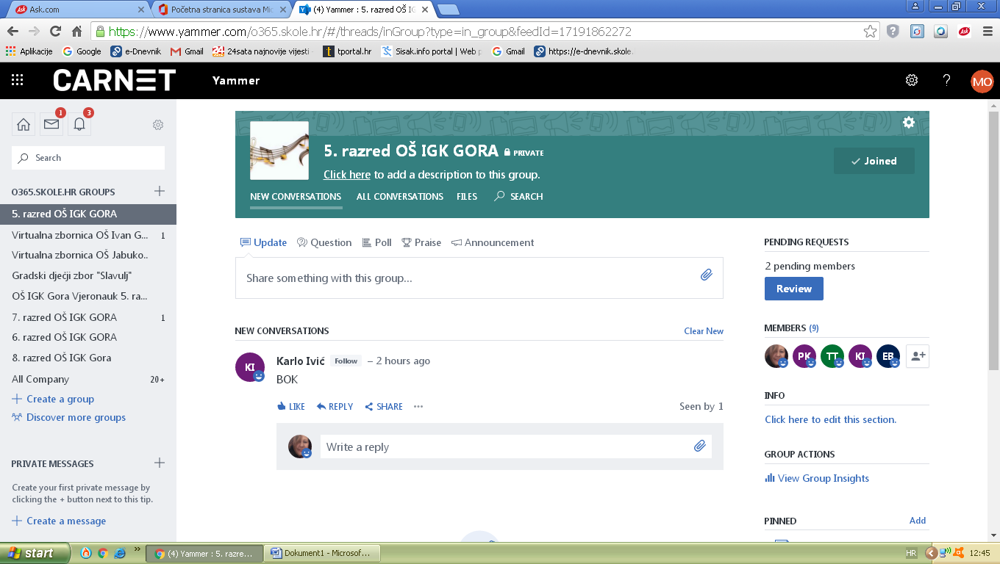 Ask.com
Početna stranica sustava Mic
(4) Yammer : 5. razred OŠ IG
https://www.yammer.com/o365.skole.hr/#/threads/inGroup?type=in_group&feedId=17191862272
Aplikacije Google e-Dnevnik Gmail 24sata najnovije vijesti - tportal.hr Sisak.info portal | Web p Gmail https://e-dnevnik.skole.
CARNET Yammer ? MO
1 3
Search
O365.SKOLE.HR GROUPS
5. razred OŠ IGK GORA
Virtualna zbornica OŠ Ivan G... 1
Virtualna zbornica OŠ Jabuko..
Gradski dječji zbor "Slavulj"
OŠ IGK Gora Vjeronauk 5. ra...
7. razred OŠ IGK GORA 1
6. razred OŠ IGK GORA
8. razred OŠ IGK Gora
All Company 20+
Create a group
Discover more groups
PRIVATE MESSAGES
Create your first private message by
clicking the + button next to this tip.
Create a message
5. razred OŠ IGK GORA PRIVATE
Joined
Click here to add a description to this group.
NEW CONVERSATIONS ALL CONVERSATIONS FILES SEARCH
Update Question Poll Praise Announcement
Share something with this group...
NEW CONVERSATIONS Clear New
KI Karlo Ivić Follow – 2 hours ago
BOK
LIKE REPLY SHARE ··· Seen by 1
Write a reply
PENDING REQUESTS
2 pending members
Review
MEMBERS (9)
PK TT KI EB
INFO
Click here to edit this section.
GROUP ACTIONS
View Group Insights
PINNED Add
start » (4) Yammer : 5. razre... Dokument1 - Microsof... HR 12:45